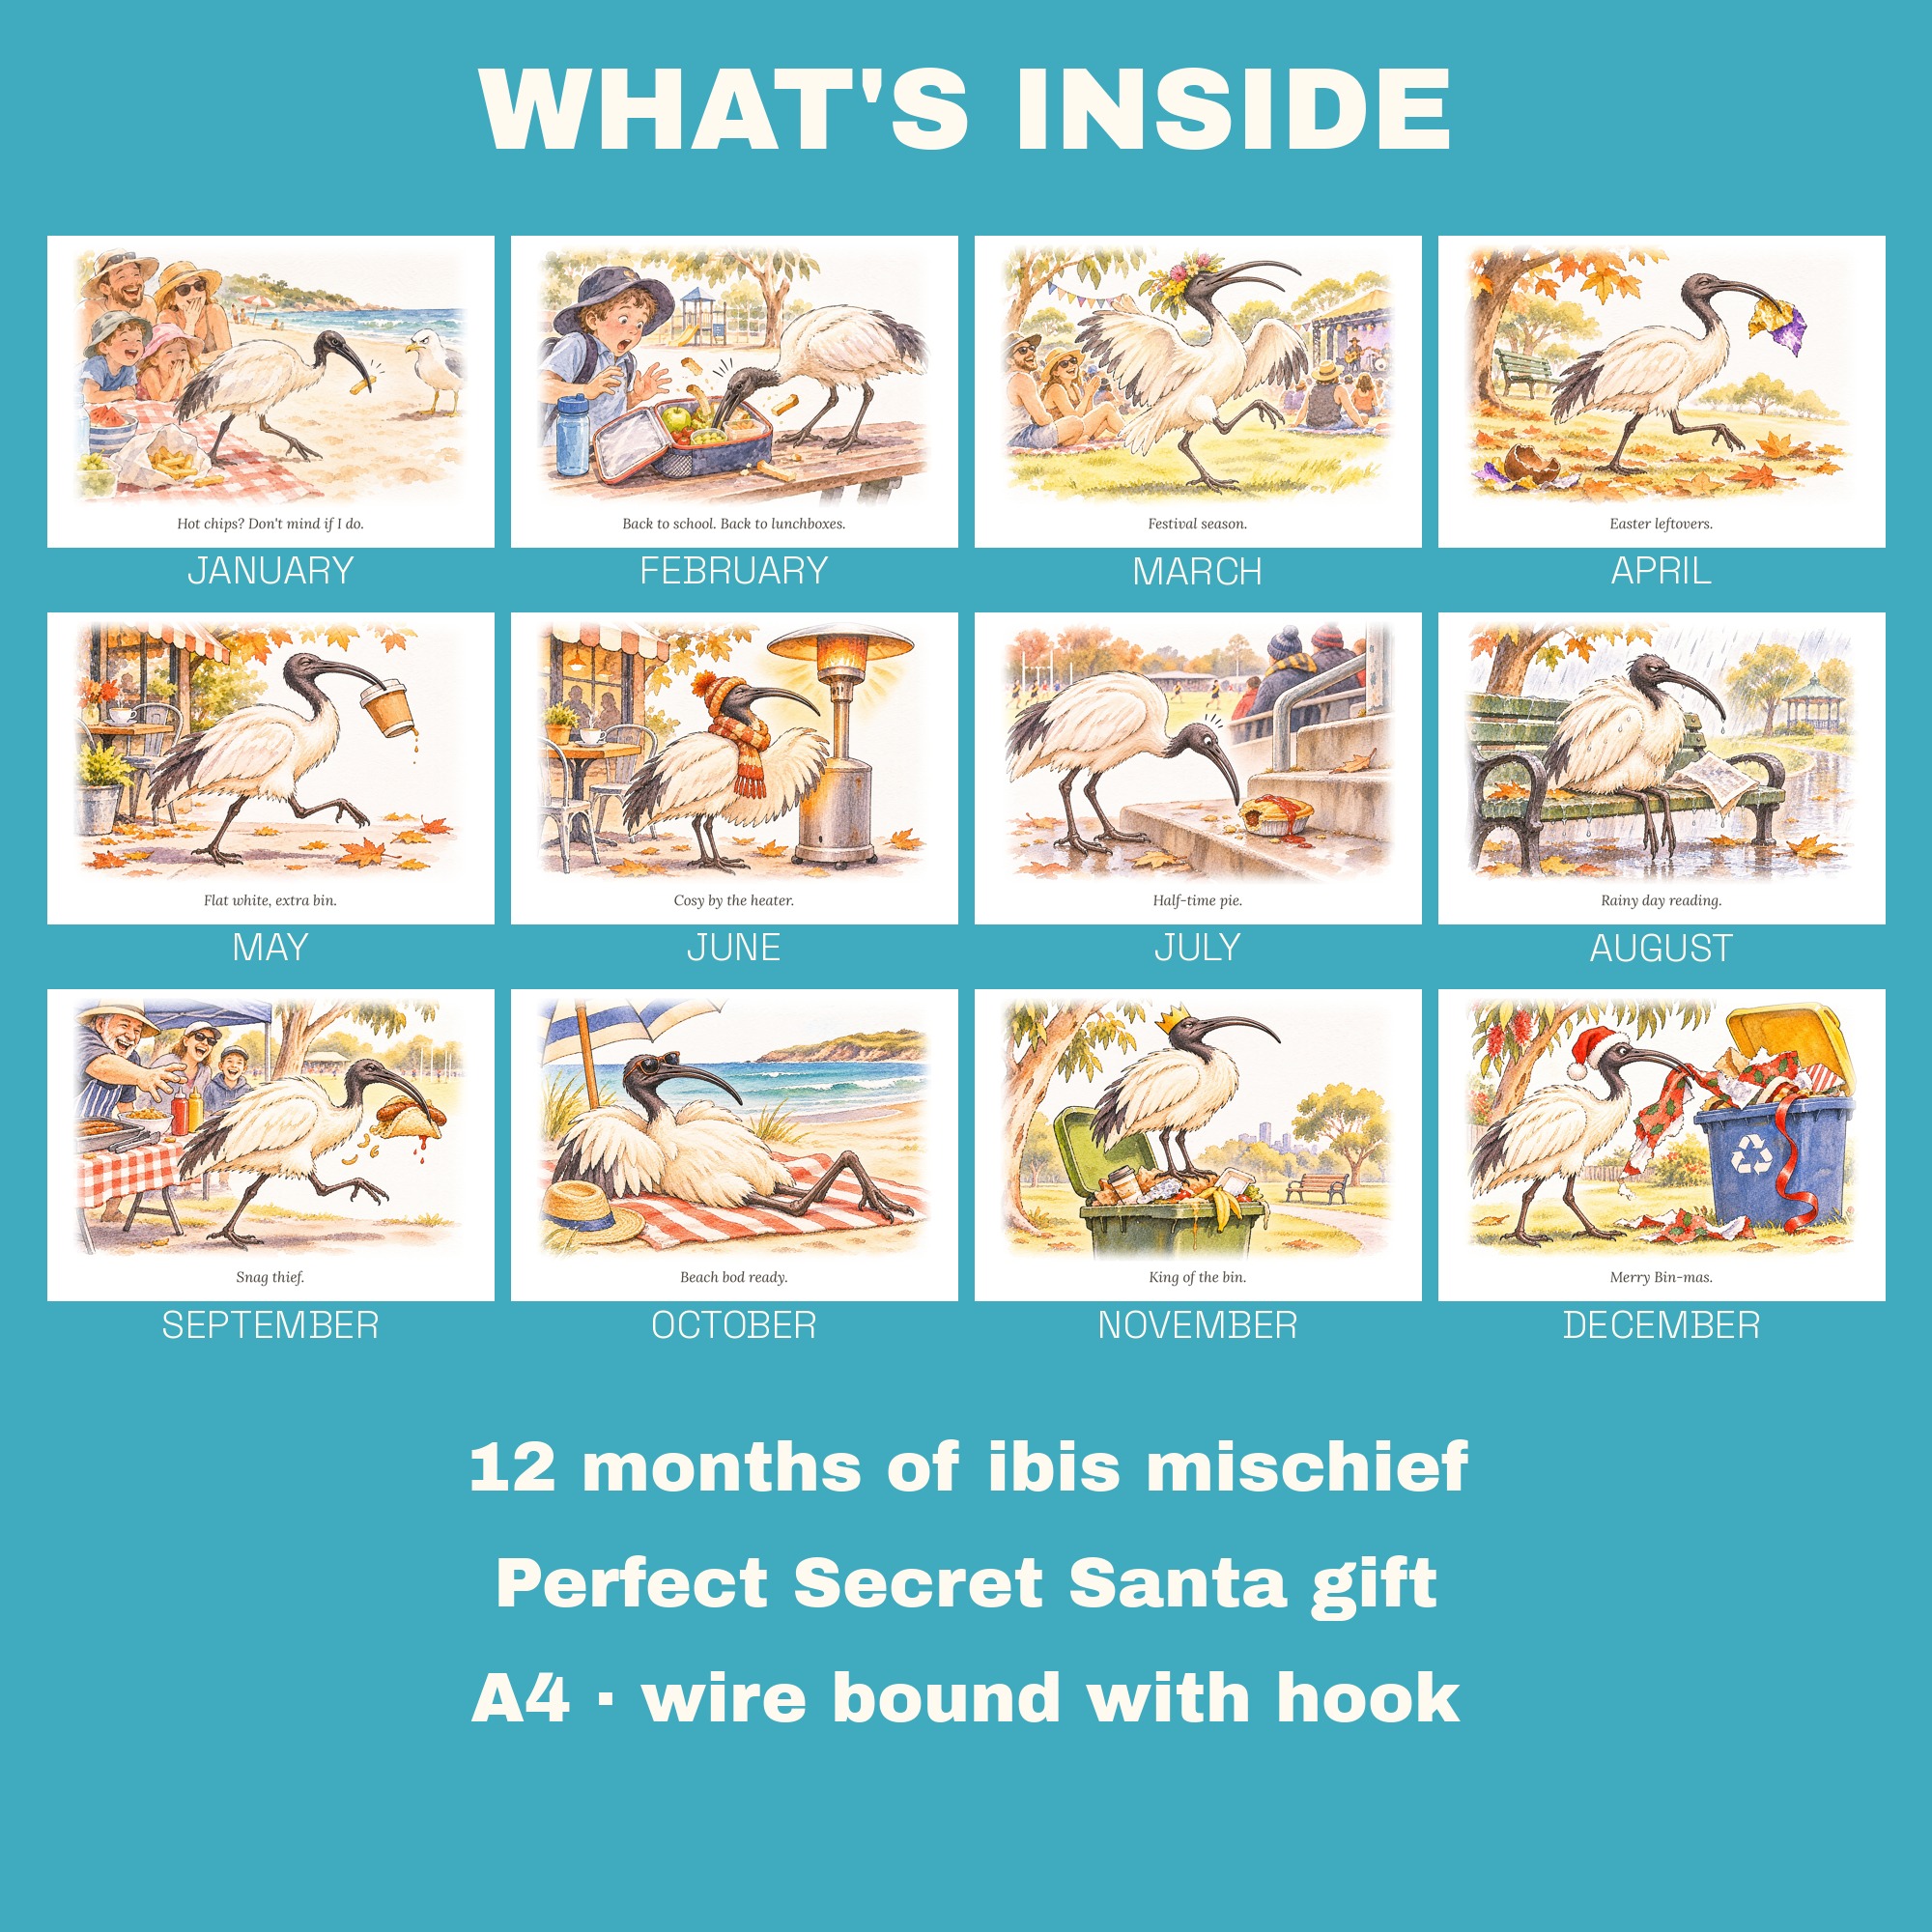 WHAT'S INSIDE
Hot chips? Don't mind if I do.
JANUARY
Back to school. Back to lunchboxes.
FEBRUARY
Festival season.
MARCH
Easter leftovers.
APRIL
Flat white, extra bin.
MAY
Cosy by the heater.
JUNE
Half-time pie.
JULY
Rainy day reading.
AUGUST
Snag thief.
SEPTEMBER
Beach bod ready.
OCTOBER
King of the bin.
NOVEMBER
Merry Bin-mas.
DECEMBER
12 months of ibis mischief
Perfect Secret Santa gift
A4 · wire bound with hook